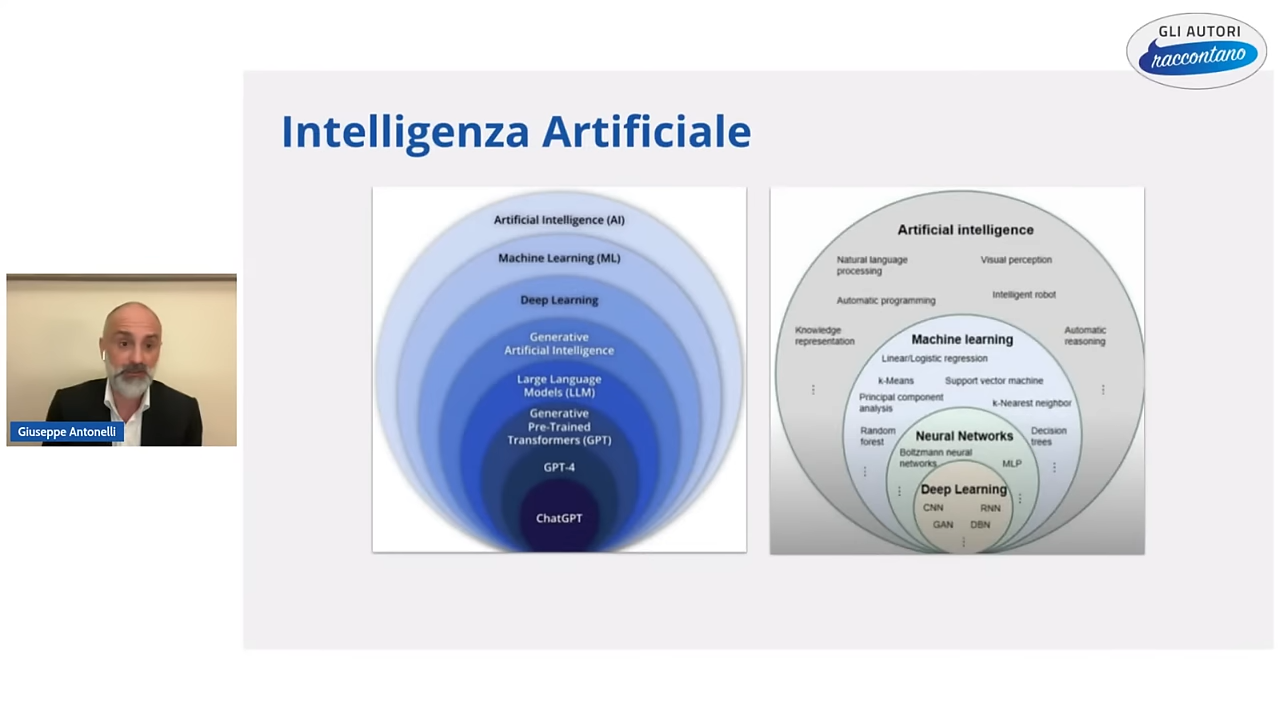 GLI AUTORI
raccontano
Intelligenza Artificiale
Artificial Intelligence (AI)
Machine Learning (ML)
Deep Learning
Generative
Artificial Intelligence
Large Language
Models (LLM)
Generative
Pre-Trained
Transformers (GPT)
GPT-4
ChatGPT
Artificial intelligence
Natural language
processing
Visual perception
Automatic programming
Intelligent robot
Knowledge
representation
Automatic
reasoning
Machine learning
Linear/Logistic regression
k-Means
Support vector machine
Principal component
analysis
k-Nearest neighbor
Random
forest
Decision
trees
Neural Networks
Boltzmann neural
networks
MLP
Deep Learning
CNN
RNN
GAN
DBN
Giuseppe Antonelli